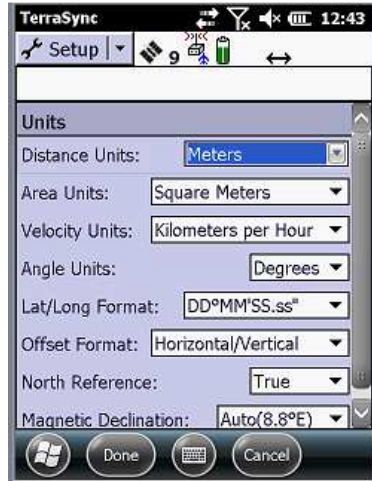 TerraSync 12:43
Setup 9
Units
Distance Units: Meters
Area Units: Square Meters
Velocity Units: Kilometers per Hour
Angle Units: Degrees
Lat/Long Format: DD°MM'SS.ss"
Offset Format: Horizontal/Vertical
North Reference: True
Magnetic Declination: Auto(8.8°E)
Done Cancel